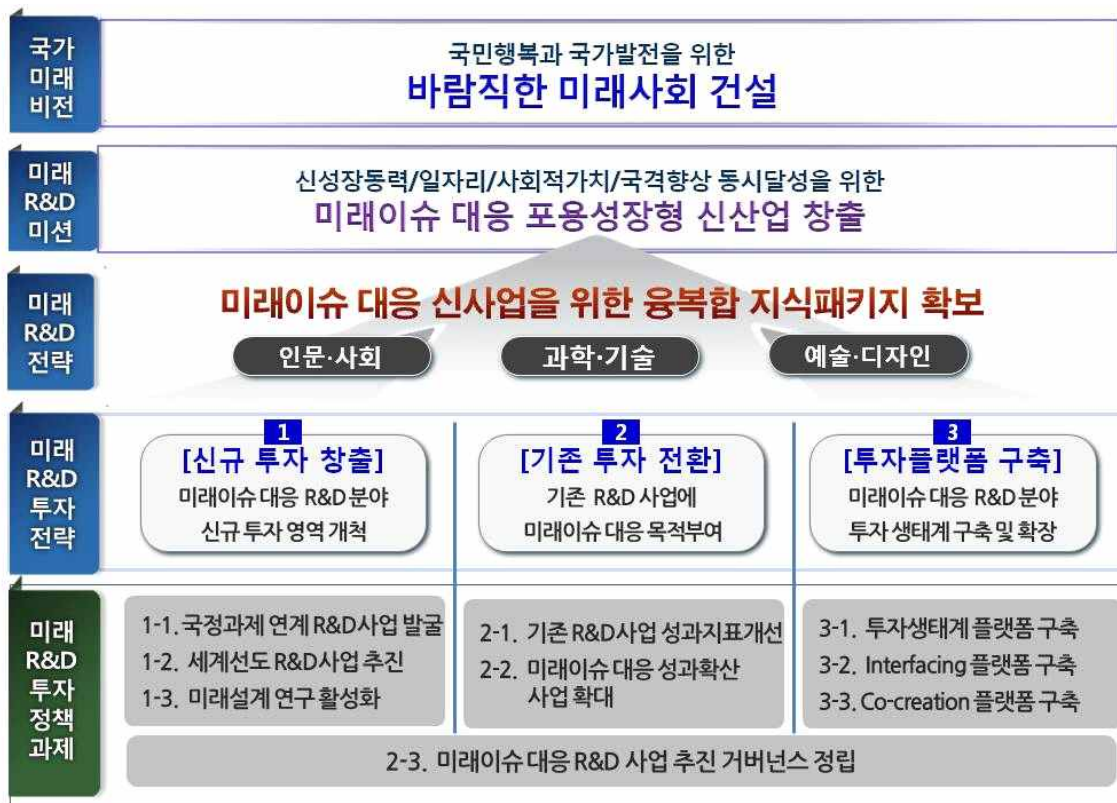 국가
미래
비전
국민행복과 국가발전을 위한
바람직한 미래사회 건설
미래
R&D
미션
신성장동력/일자리/사회적가치/국격향상 동시달성을 위한
미래이슈 대응 포용성장형 신산업 창출
미래
R&D
전략
미래이슈 대응 신사업을 위한 융복합 지식패키지 확보
인문·사회
과학·기술
예술·디자인
미래
R&D
투자
전략
1
[신규 투자 창출]
미래이슈 대응 R&D 분야
신규 투자 영역 개척
2
[기존 투자 전환]
기존 R&D 사업에
미래이슈 대응 목적부여
3
[투자플랫폼 구축]
미래이슈 대응 R&D 분야
투자 생태계 구축 및 확장
미래
R&D
투자
정책
과제
1-1. 국정과제 연계 R&D사업 발굴
1-2. 세계선도 R&D사업 추진
1-3. 미래설계 연구 활성화
2-1. 기존 R&D사업 성과지표개선
2-2. 미래이슈 대응 성과확산
사업 확대
3-1. 투자생태계 플랫폼 구축
3-2. Interfacing 플랫폼 구축
3-3. Co-creation 플랫폼 구축
2-3. 미래이슈 대응 R&D 사업 추진 거버넌스 정립